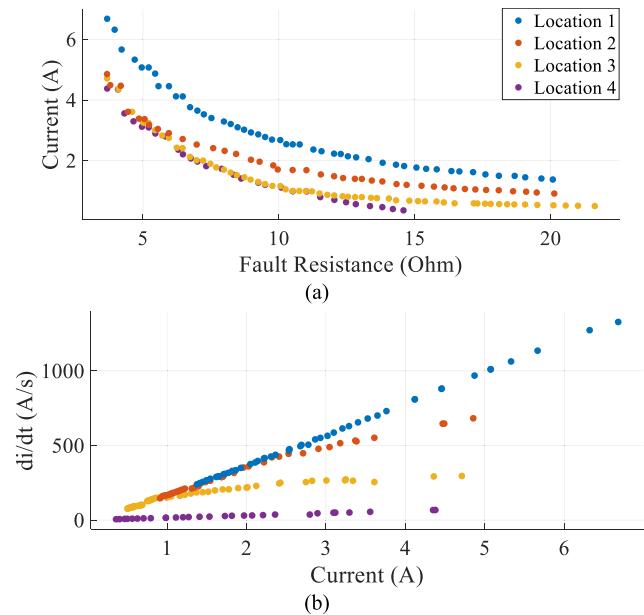 6
4
2
Current (A)
Location 1
Location 2
Location 3
Location 4
5
10
15
20
Fault Resistance (Ohm)
(a)
1000
500
0
di/dt (A/s)
1
2
3
4
5
6
Current (A)
(b)